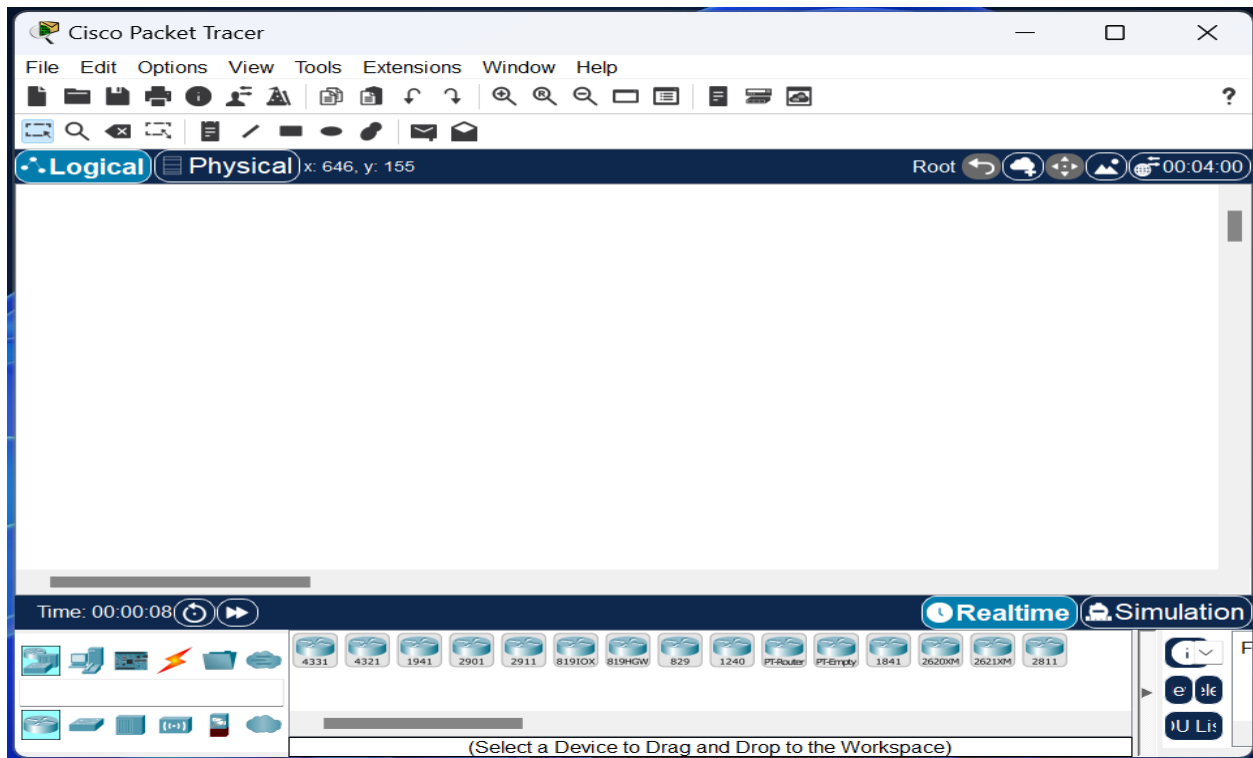 Cisco Packet Tracer
File Edit Options View Tools Extensions Window Help
?
Logical Physical x: 646, y: 155 Root 00:04:00
Time: 00:00:08 Realtime Simulation
4331 4321 1941 2901 2911 819IOX 819HGW 829 1240 PT-Router PT-Empty 1841 2620XM 2621XM 2811
(Select a Device to Drag and Drop to the Workspace)